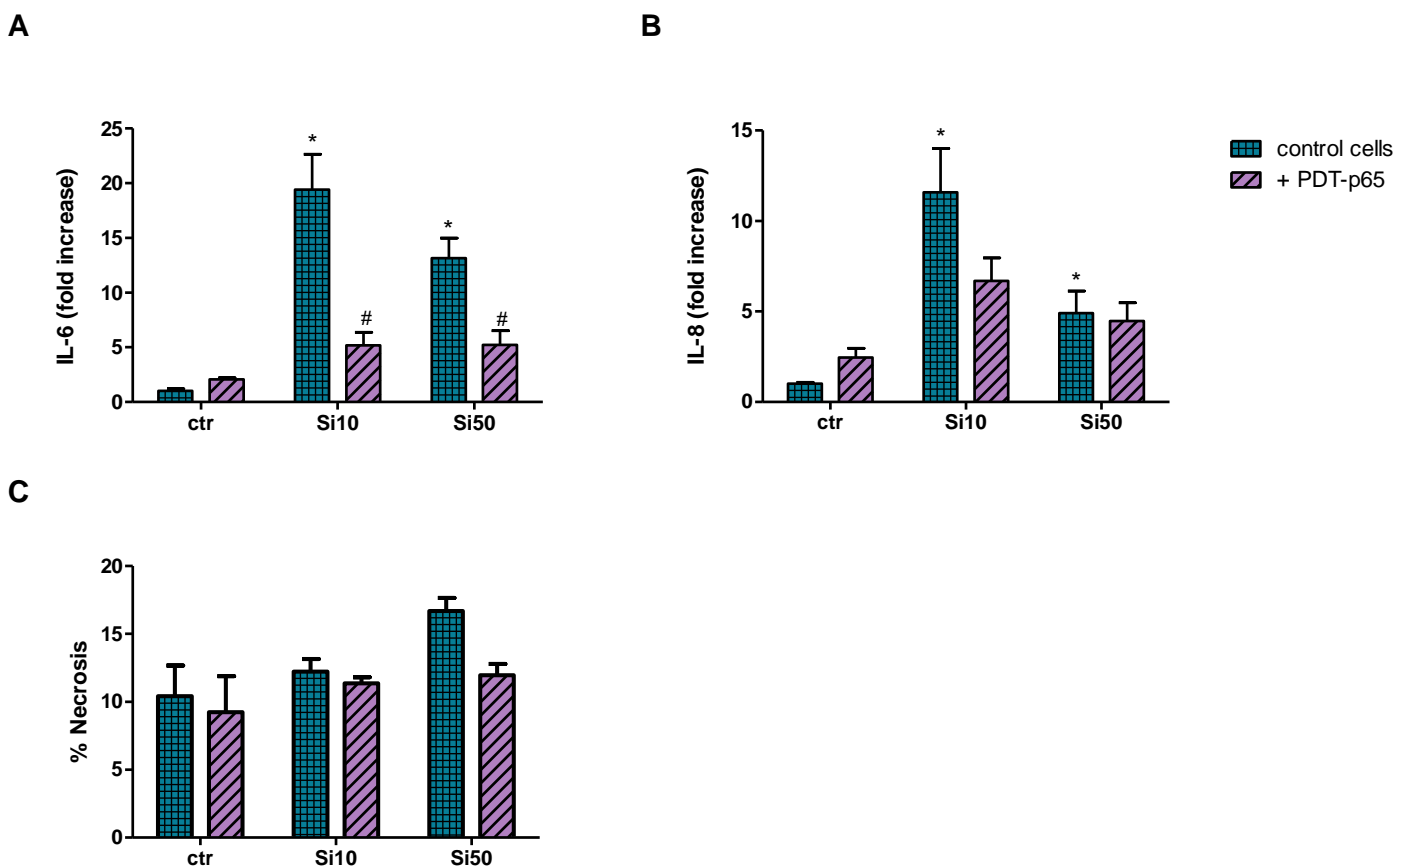 A
IL-6 (fold increase)
25
20
15
10
5
0
*
*
#
#
ctr Si10 Si50
B
IL-8 (fold increase)
15
10
5
0
*
*
ctr Si10 Si50
control cells
+ PDT-p65
C
% Necrosis
20
15
10
5
0
ctr Si10 Si50